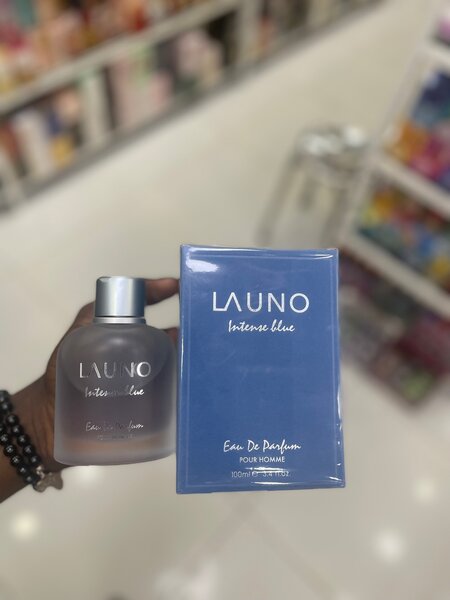 LAUNO
Intense blue
Eau De Parfum
LAUNO
Intense blue
Eau De Parfum
POUR HOMME
100ml ℮ 3.4 fl.oz.